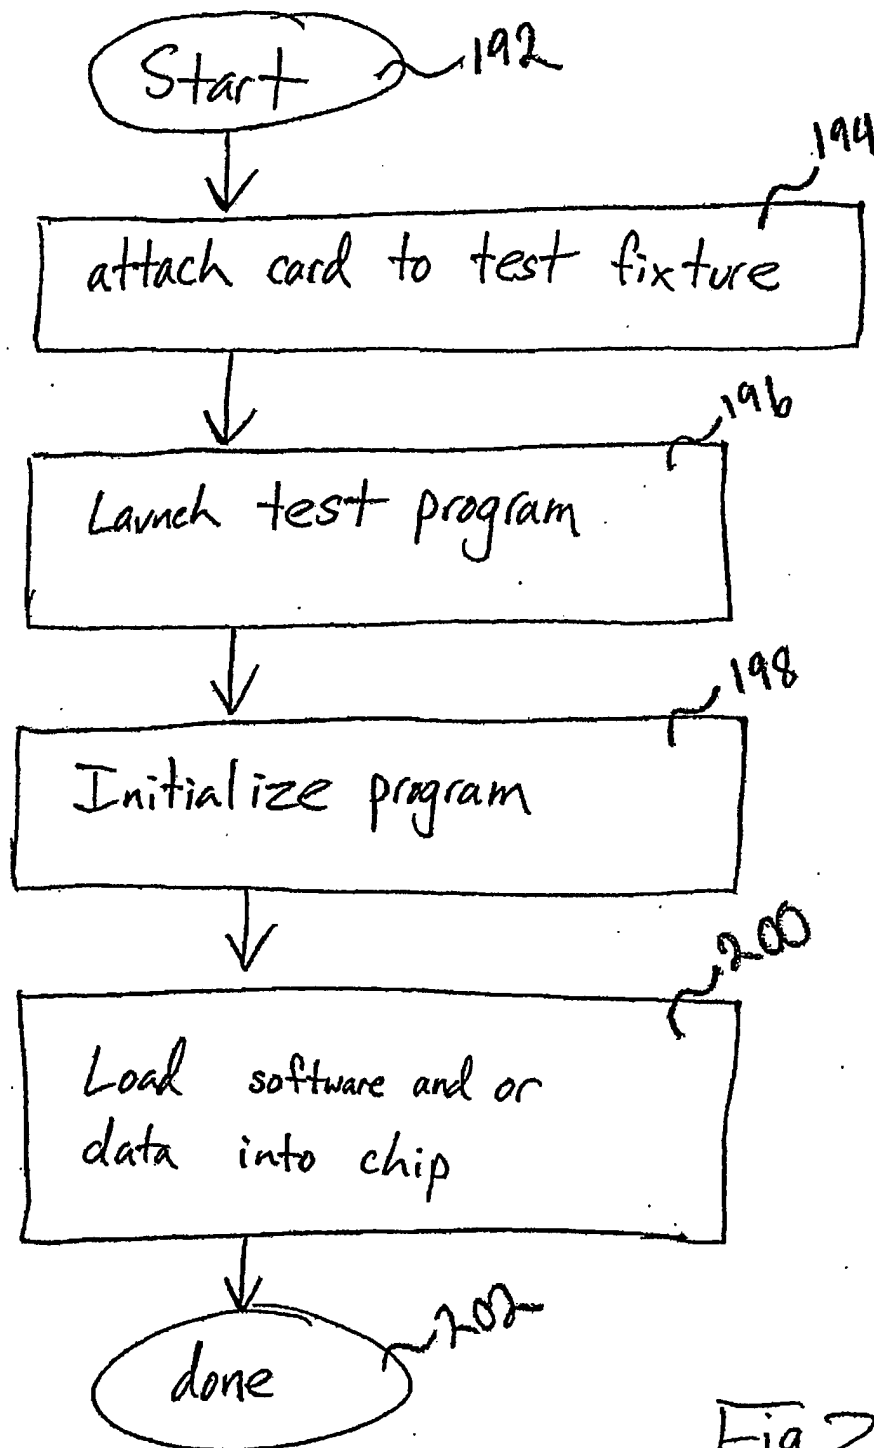 Start
192
194
attach card to test fixture
196
Launch test program
198
Initialize program
200
Load software and or
data into chip
202
done
Fig